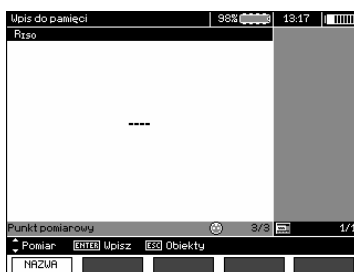 Wpis do pamięci 98% 13:17
RISO
----
Punkt pomiarowy 3/3 1/1
Pomiar ENTER Wpisz ESC Obiekty
NAZWA